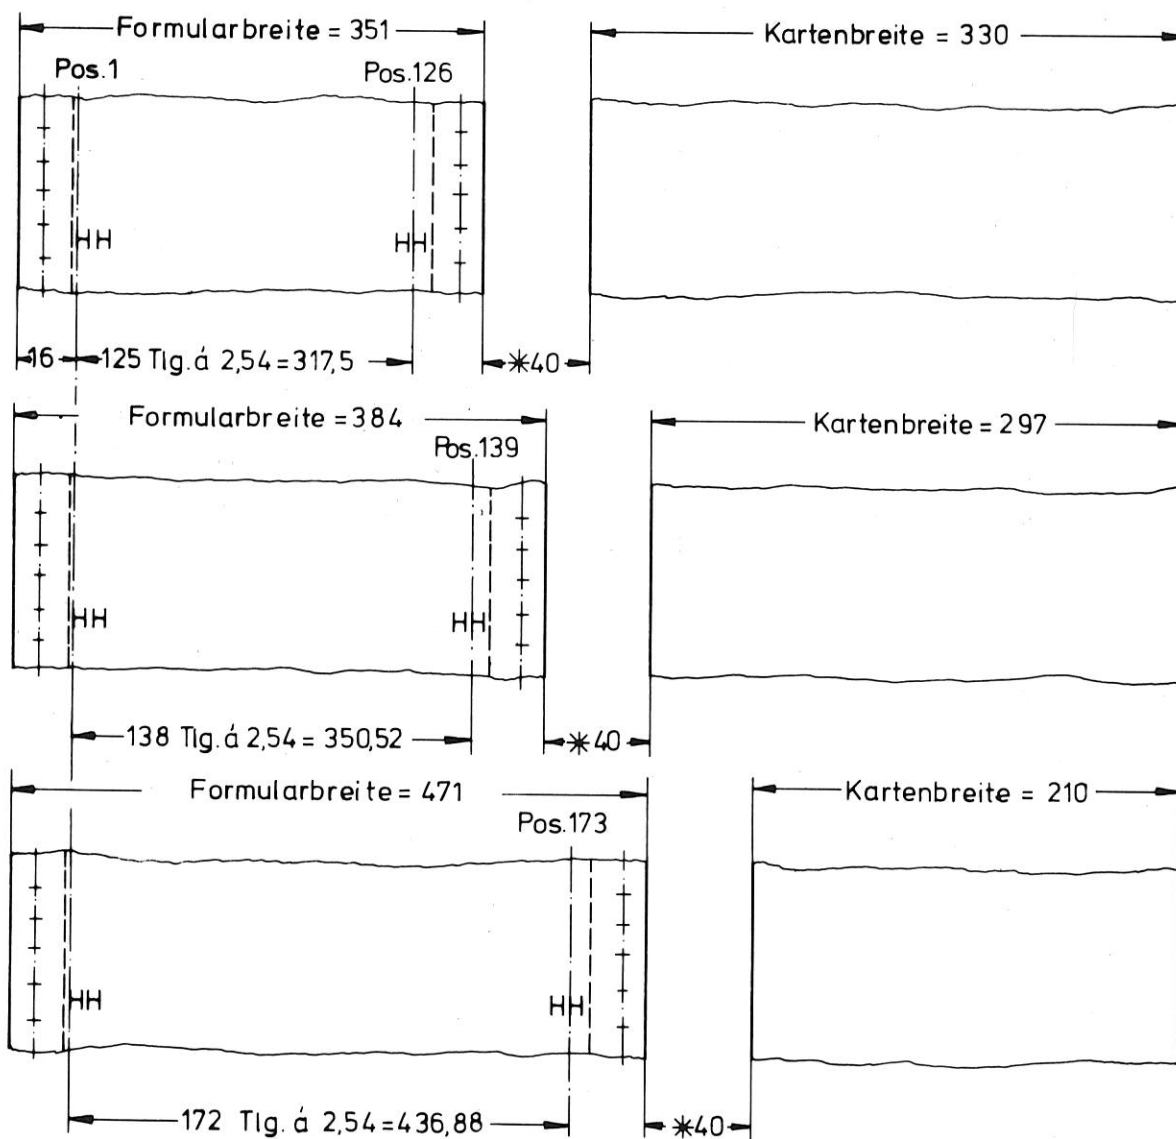 Formularbreite = 351
Kartenbreite = 330
Pos.1
Pos.126
HH
HH
16
125 Tlg. á 2,54 = 317,5
*40
Formularbreite = 384
Kartenbreite = 297
Pos.139
HH
HH
138 Tlg. á 2,54 = 350,52
*40
Formularbreite = 471
Kartenbreite = 210
Pos.173
HH
HH
172 Tlg. á 2,54 = 436,88
*40